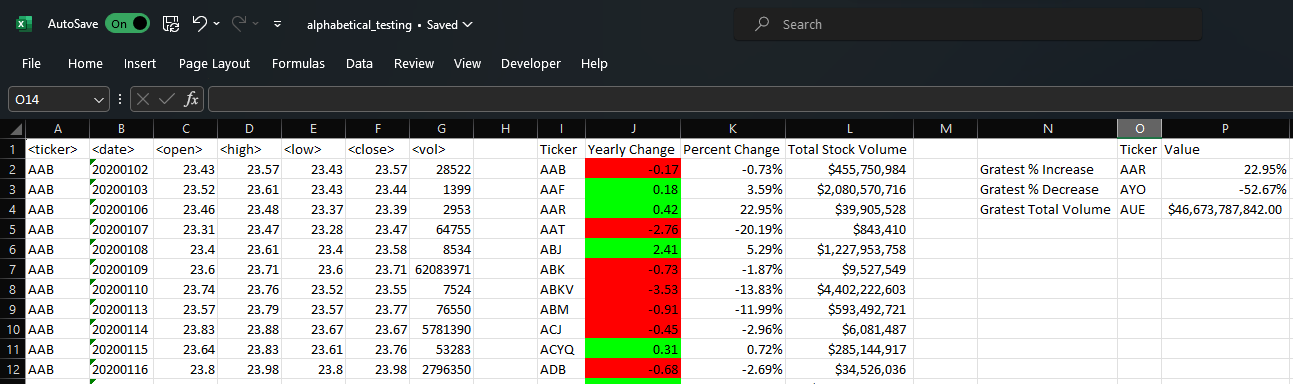 AutoSave On alphabetical_testing • Saved Search
File Home Insert Page Layout Formulas Data Review View Developer Help
O14 fx
A B C D E F G H I J K L M N O P
1 <ticker> <date> <open> <high> <low> <close> <vol> Ticker Yearly Change Percent Change Total Stock Volume Ticker Value
2 AAB 20200102 23.43 23.57 23.43 23.57 28522 AAB -0.17 -0.73% $455,750,984 Gratest % Increase AAR 22.95%
3 AAB 20200103 23.52 23.61 23.43 23.44 1399 AAF 0.18 3.59% $2,080,570,716 Gratest % Decrease AYO -52.67%
4 AAB 20200106 23.46 23.48 23.37 23.39 2953 AAR 0.42 22.95% $39,905,528 Gratest Total Volume AUE $46,673,787,842.00
5 AAB 20200107 23.31 23.47 23.28 23.47 64755 AAT -2.76 -20.19% $843,410
6 AAB 20200108 23.4 23.61 23.4 23.58 8534 ABJ 2.41 5.29% $1,227,953,758
7 AAB 20200109 23.6 23.71 23.6 23.71 62083971 ABK -0.73 -1.87% $9,527,549
8 AAB 20200110 23.74 23.76 23.52 23.55 7524 ABKV -3.53 -13.83% $4,402,222,603
9 AAB 20200113 23.57 23.79 23.57 23.77 76550 ABM -0.91 -11.99% $593,492,721
10 AAB 20200114 23.83 23.88 23.67 23.67 5781390 ACJ -0.45 -2.96% $6,081,487
11 AAB 20200115 23.64 23.83 23.61 23.76 53283 ACYQ 0.31 0.72% $285,144,917
12 AAB 20200116 23.8 23.98 23.8 23.98 2796350 ADB -0.68 -2.69% $34,526,036